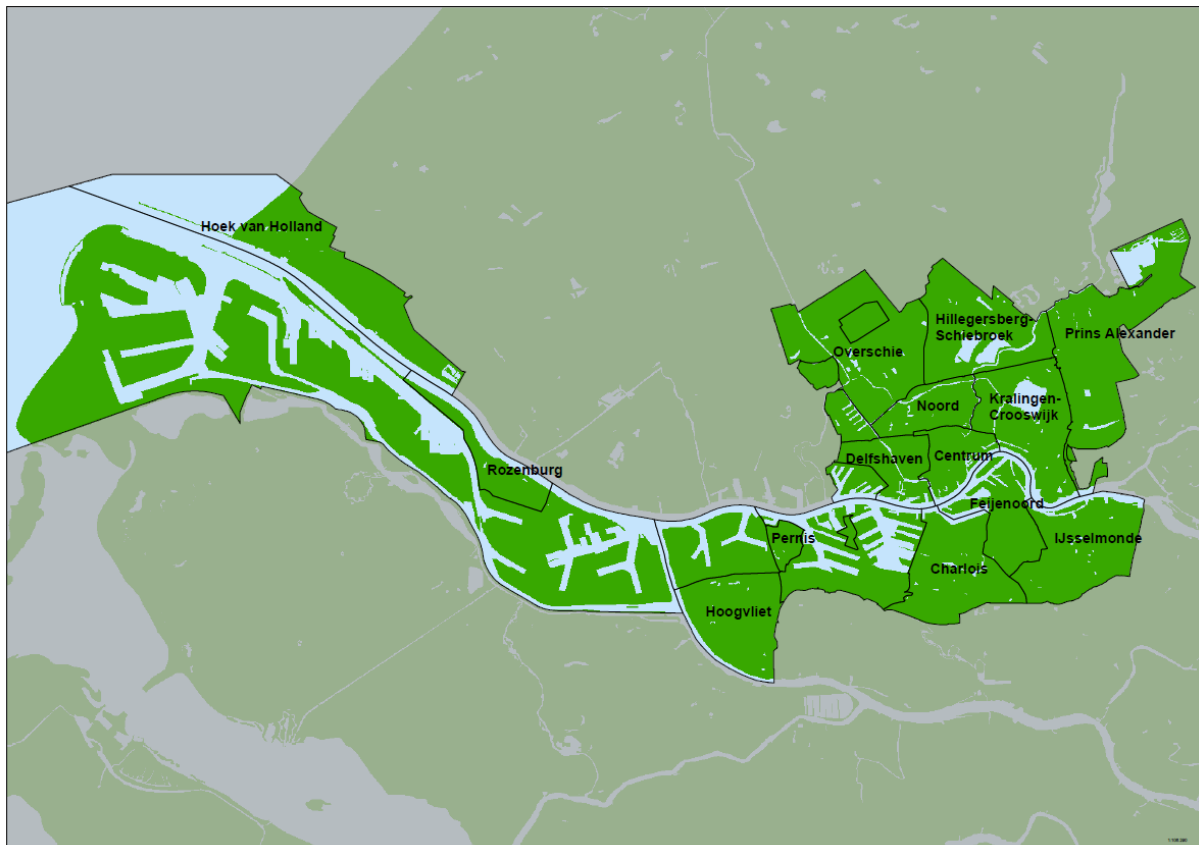 Hoek van Holland
Hillegersberg-
Schiebroek
Prins Alexander
Overschie
Kralingen-
Crooswijk
Noord
Delfshaven
Centrum
Rozenburg
Feijenoord
Pernis
IJsselmonde
Charlois
Hoogvliet